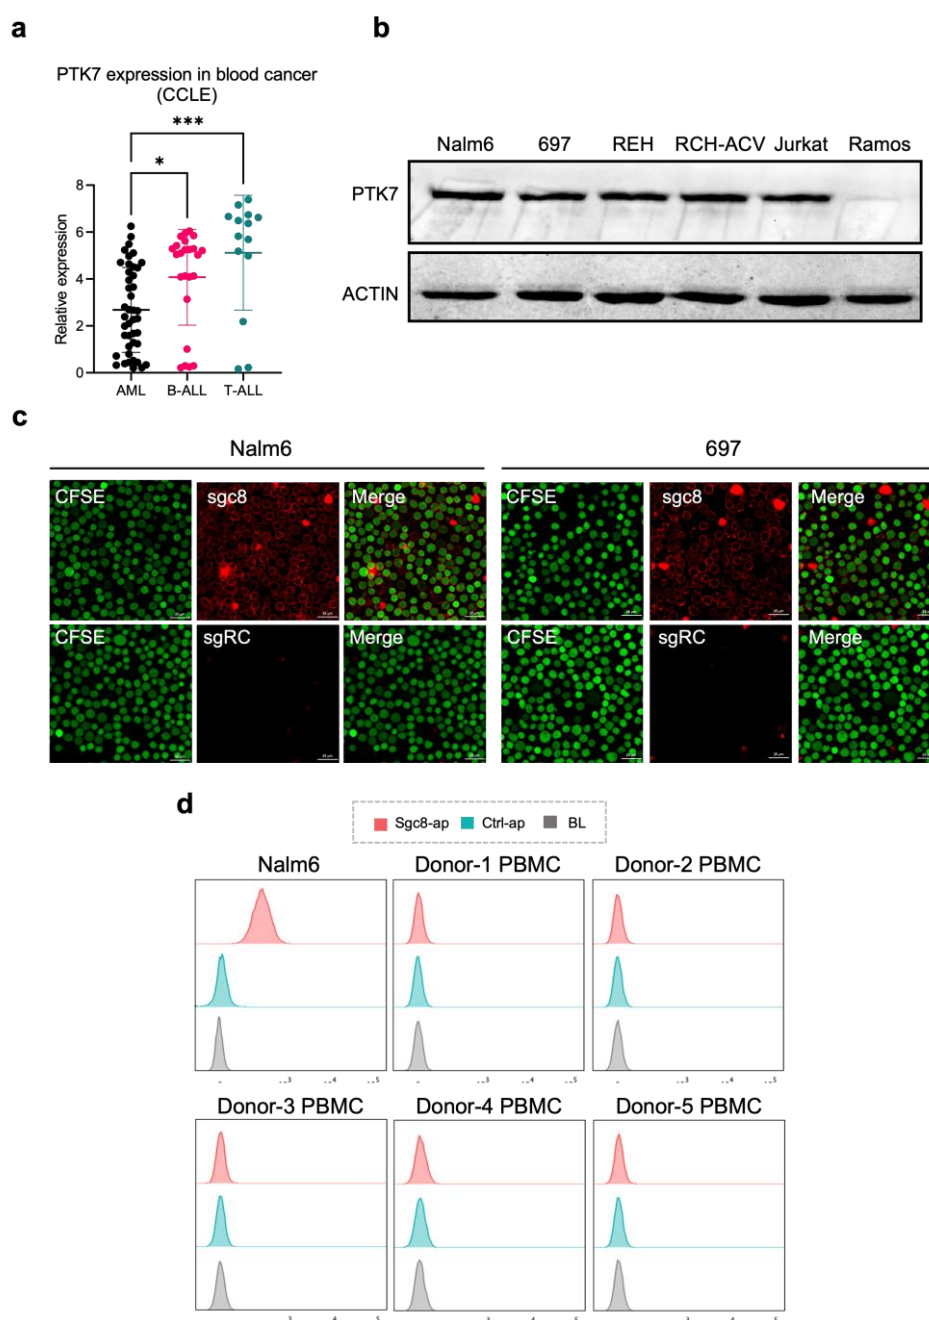 a
PTK7 expression in blood cancer
(CCLE)
***
*
Relative expression
8
6
4
2
0
AML B-ALL T-ALL
b
Nalm6 697 REH RCH-ACV Jurkat Ramos
PTK7
ACTIN
c
Nalm6 697
CFSE sgc8 Merge CFSE sgc8 Merge
CFSE sgRC Merge CFSE sgRC Merge
d
Sgc8-ap Ctrl-ap BL
Nalm6 Donor-1 PBMC Donor-2 PBMC
Donor-3 PBMC Donor-4 PBMC Donor-5 PBMC